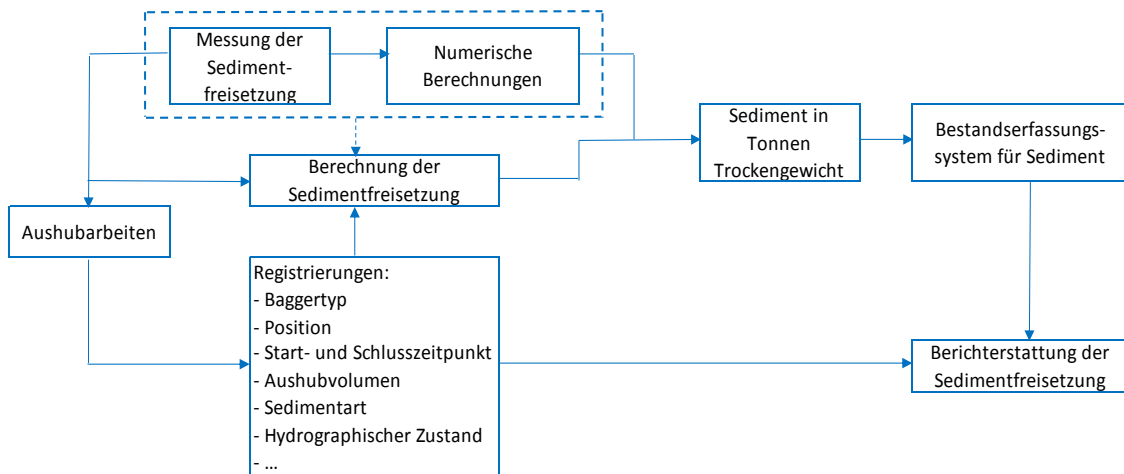 Messung der
Sediment-
freisetzung
Numerische
Berechnungen
Sediment in
Tonnen
Trockengewicht
Bestandserfassungs-
system für Sediment
Berechnung der
Sedimentfreisetzung
Aushubarbeiten
Registrierungen:
- Baggertyp
- Position
- Start- und Schlusszeitpunkt
- Aushubvolumen
- Sedimentart
- Hydrographischer Zustand
- ...
Berichterstattung der
Sedimentfreisetzung